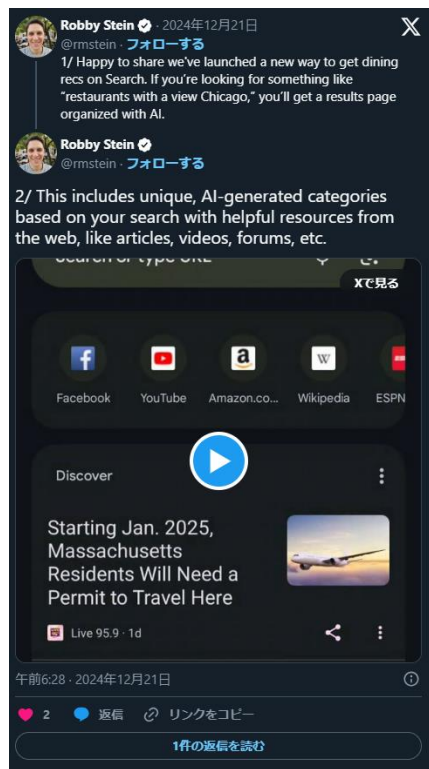 Robby Stein · 2024年12月21日
@rmstein · フォローする
1/ Happy to share we've launched a new way to get dining
recs on Search. If you're looking for something like
“restaurants with a view Chicago,” you'll get a results page
organized with AI.
Robby Stein
@rmstein · フォローする
2/ This includes unique, AI-generated categories
based on your search with helpful resources from
the web, like articles, videos, forums, etc.
Search or type URL
Xで見る
Facebook
YouTube
Amazon.co...
Wikipedia
ESPN
Discover
Starting Jan. 2025,
Massachusetts
Residents Will Need a
Permit to Travel Here
Live 95.9 · 1d
午前6:28 · 2024年12月21日
2 返信 リンクをコピー
1件の返信を読む